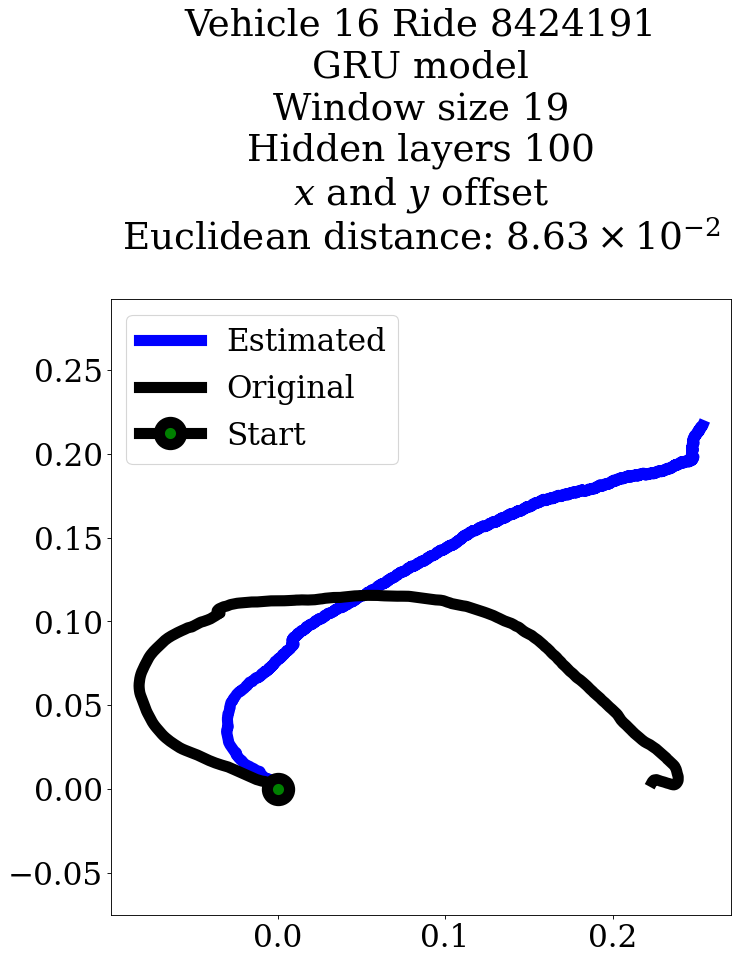 Vehicle 16 Ride 8424191
GRU model
Window size 19
Hidden layers 100
x and y offset
Euclidean distance: 8.63 × 10⁻²
Estimated
Original
Start
0.25
0.20
0.15
0.10
0.05
0.00
−0.05
0.0 0.1 0.2